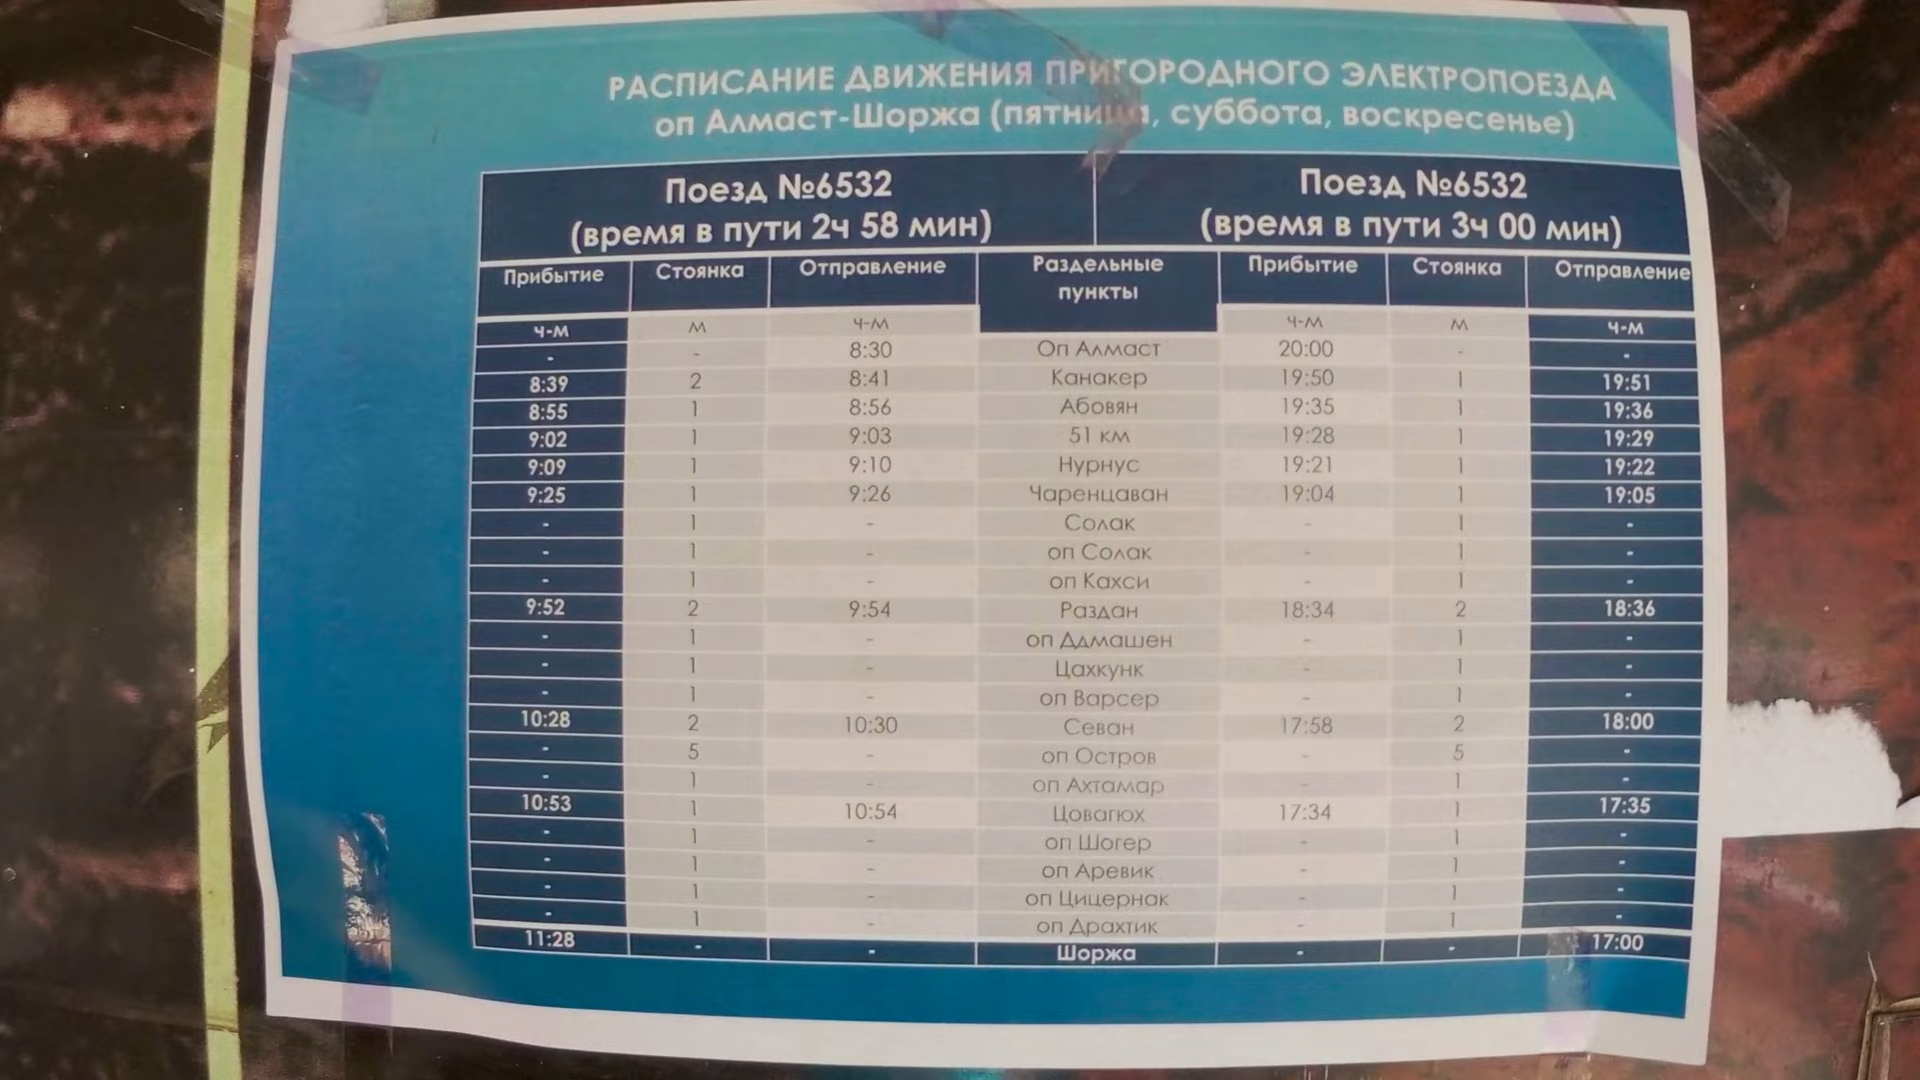 РАСПИСАНИЕ ДВИЖЕНИЯ ПРИГОРОДНОГО ЭЛЕКТРОПОЕЗДА
оп Алмаст-Шоржа (пятница, суббота, воскресенье)
Поезд №6532 Поезд №6532
(время в пути 2ч 58 мин) (время в пути 3ч 00 мин)
Прибытие Стоянка Отправление Раздельные Прибытие Стоянка Отправление
пункты
ч-м м ч-м ч-м м ч-м
- - 8:30 Оп Алмаст 20:00 - -
8:39 2 8:41 Канакер 19:50 1 19:51
8:55 1 8:56 Абовян 19:35 1 19:36
9:02 1 9:03 51 км 19:28 1 19:29
9:09 1 9:10 Нурнус 19:21 1 19:22
9:25 1 9:26 Чаренцаван 19:04 1 19:05
- 1 - Солак - 1 -
- 1 - оп Солак - 1 -
- 1 - оп Кахси - 1 -
9:52 2 9:54 Раздан 18:34 2 18:36
- 1 - оп Ддмашен - 1 -
- 1 - Цахкунк - 1 -
- 1 - оп Варсер - 1 -
10:28 2 10:30 Севан 17:58 2 18:00
- 5 - оп Остров - 5 -
- 1 - оп Ахтамар - 1 -
10:53 1 10:54 Цовагюх 17:34 1 17:35
- 1 - оп Шогер - 1 -
- 1 - оп Аревик - 1 -
- 1 - оп Цицернак - 1 -
- 1 - оп Драхтик - 1 -
11:28 - - Шоржа - - 17:00